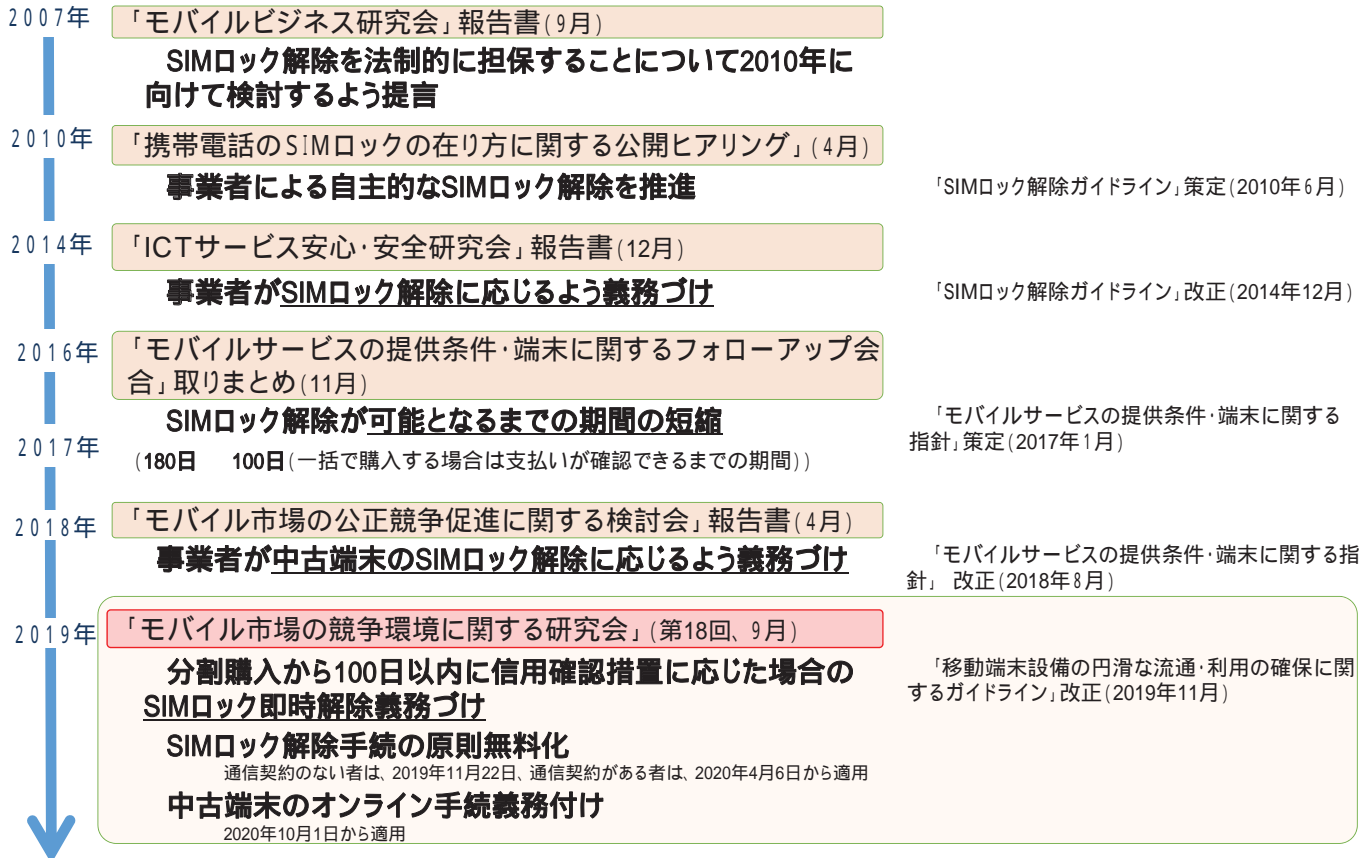 2007年
「モバイルビジネス研究会」報告書(9月)
SIMロック解除を法制的に担保することについて2010年に
向けて検討するよう提言
2010年
「携帯電話のSIMロックの在り方に関する公開ヒアリング」(4月)
事業者による自主的なSIMロック解除を推進
「SIMロック解除ガイドライン」策定(2010年6月)
2014年
「ICTサービス安心・安全研究会」報告書(12月)
事業者がSIMロック解除に応じるよう義務づけ
「SIMロック解除ガイドライン」改正(2014年12月)
2016年
「モバイルサービスの提供条件・端末に関するフォローアップ会
合」取りまとめ(11月)
SIMロック解除が可能となるまでの期間の短縮
「モバイルサービスの提供条件・端末に関する
指針」策定(2017年1月)
2017年
(180日 100日(一括で購入する場合は支払いが確認できるまでの期間))
2018年
「モバイル市場の公正競争促進に関する検討会」報告書(4月)
事業者が中古端末のSIMロック解除に応じるよう義務づけ
「モバイルサービスの提供条件・端末に関する指
針」 改正(2018年8月)
2019年
「モバイル市場の競争環境に関する研究会」(第18回、9月)
分割購入から100日以内に信用確認措置に応じた場合の
SIMロック即時解除義務づけ
「移動端末設備の円滑な流通・利用の確保に関
するガイドライン」改正(2019年11月)
SIMロック解除手続の原則無料化
通信契約のない者は、2019年11月22日、通信契約がある者は、2020年4月6日から適用
中古端末のオンライン手続義務付け
2020年10月1日から適用